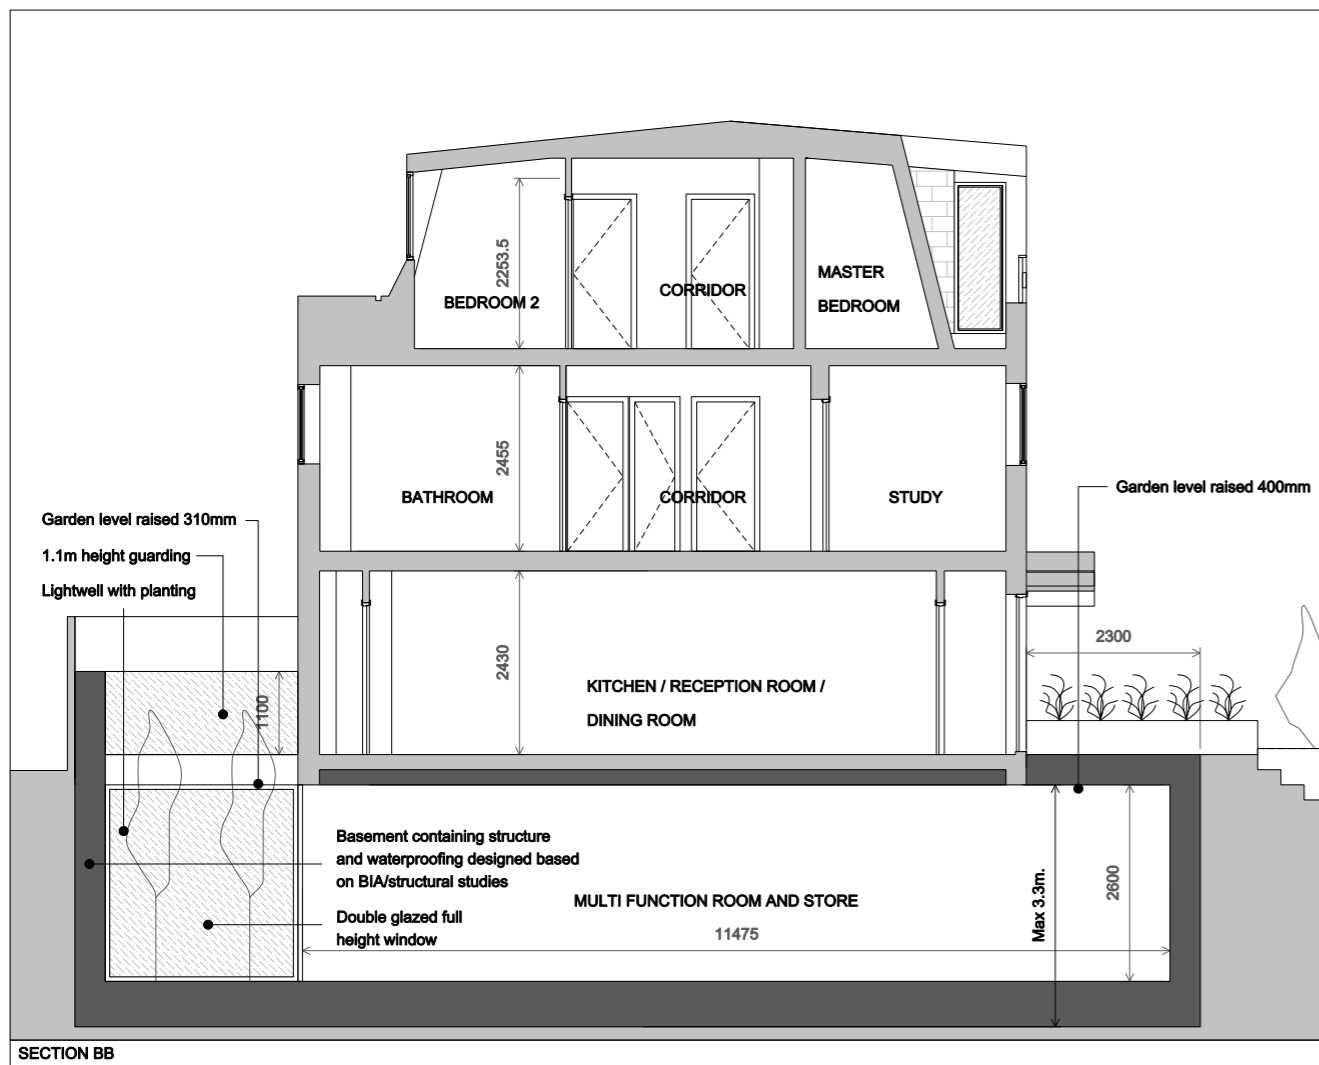 2253.5
BEDROOM 2
CORRIDOR
MASTER
BEDROOM
2455
BATHROOM
CORRIDOR
STUDY
Garden level raised 400mm
Garden level raised 310mm
1.1m height guarding
Lightwell with planting
2300
2430
1100
KITCHEN / RECEPTION ROOM /
DINING ROOM
Basement containing structure
and waterproofing designed based
on BIA/structural studies
Double glazed full
height window
MULTI FUNCTION ROOM AND STORE
11475
Max 3.3m.
2600
SECTION BB